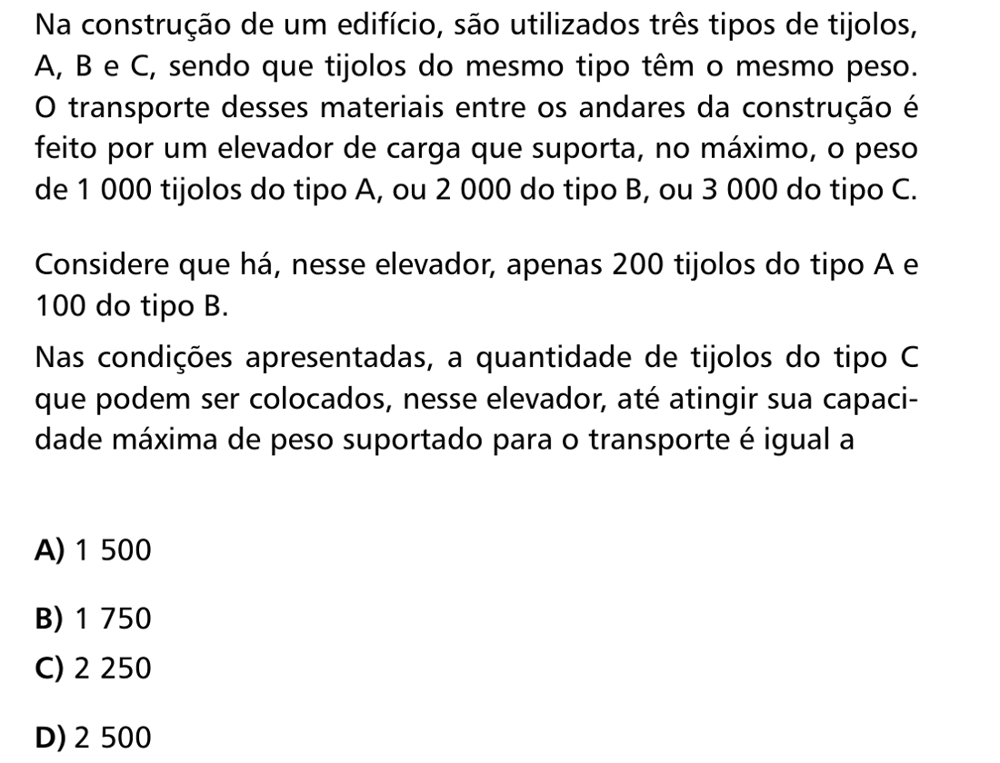 Na construção de um edifício, são utilizados três tipos de tijolos,
A, B e C, sendo que tijolos do mesmo tipo têm o mesmo peso.
O transporte desses materiais entre os andares da construção é
feito por um elevador de carga que suporta, no máximo, o peso
de 1 000 tijolos do tipo A, ou 2 000 do tipo B, ou 3 000 do tipo C.
Considere que há, nesse elevador, apenas 200 tijolos do tipo A e
100 do tipo B.
Nas condições apresentadas, a quantidade de tijolos do tipo C
que podem ser colocados, nesse elevador, até atingir sua capaci-
dade máxima de peso suportado para o transporte é igual a
A) 1 500
B) 1 750
C) 2 250
D) 2 500